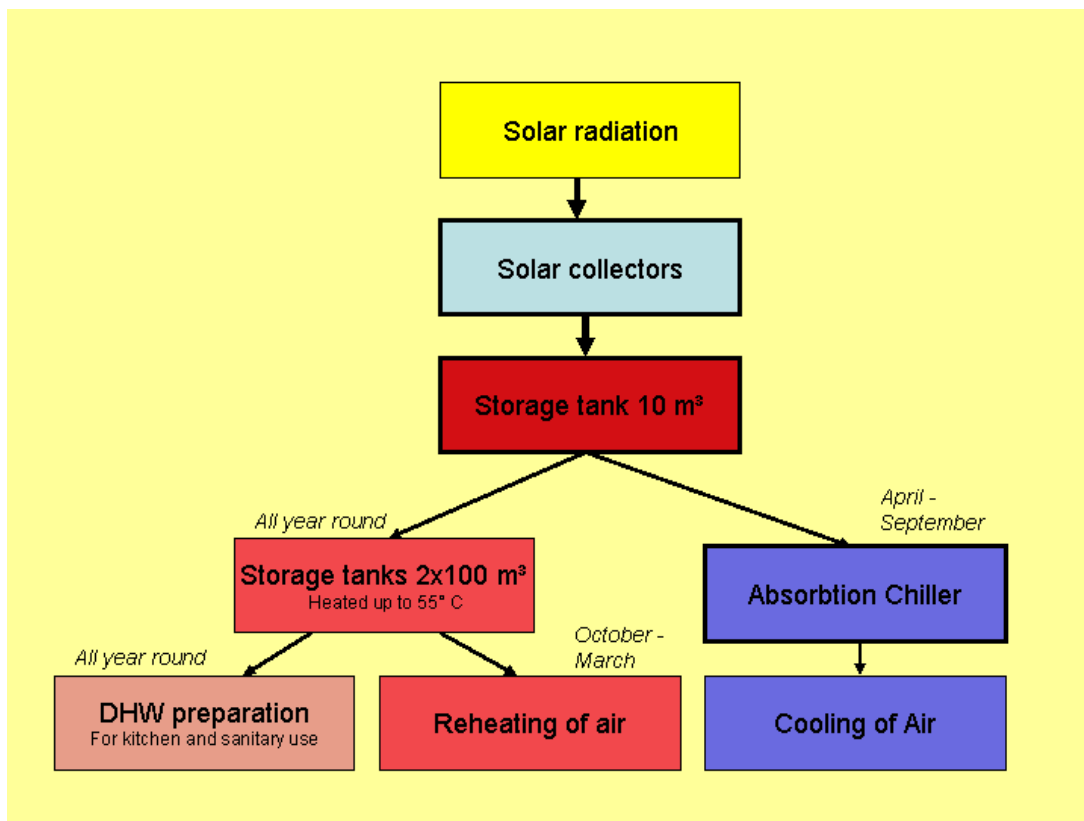 Solar radiation
Solar collectors
Storage tank 10 m³
All year round
April -
September
Storage tanks 2x100 m³
Heated up to 55° C
Absorbtion Chiller
All year round
October -
March
DHW preparation
For kitchen and sanitary use
Reheating of air
Cooling of Air